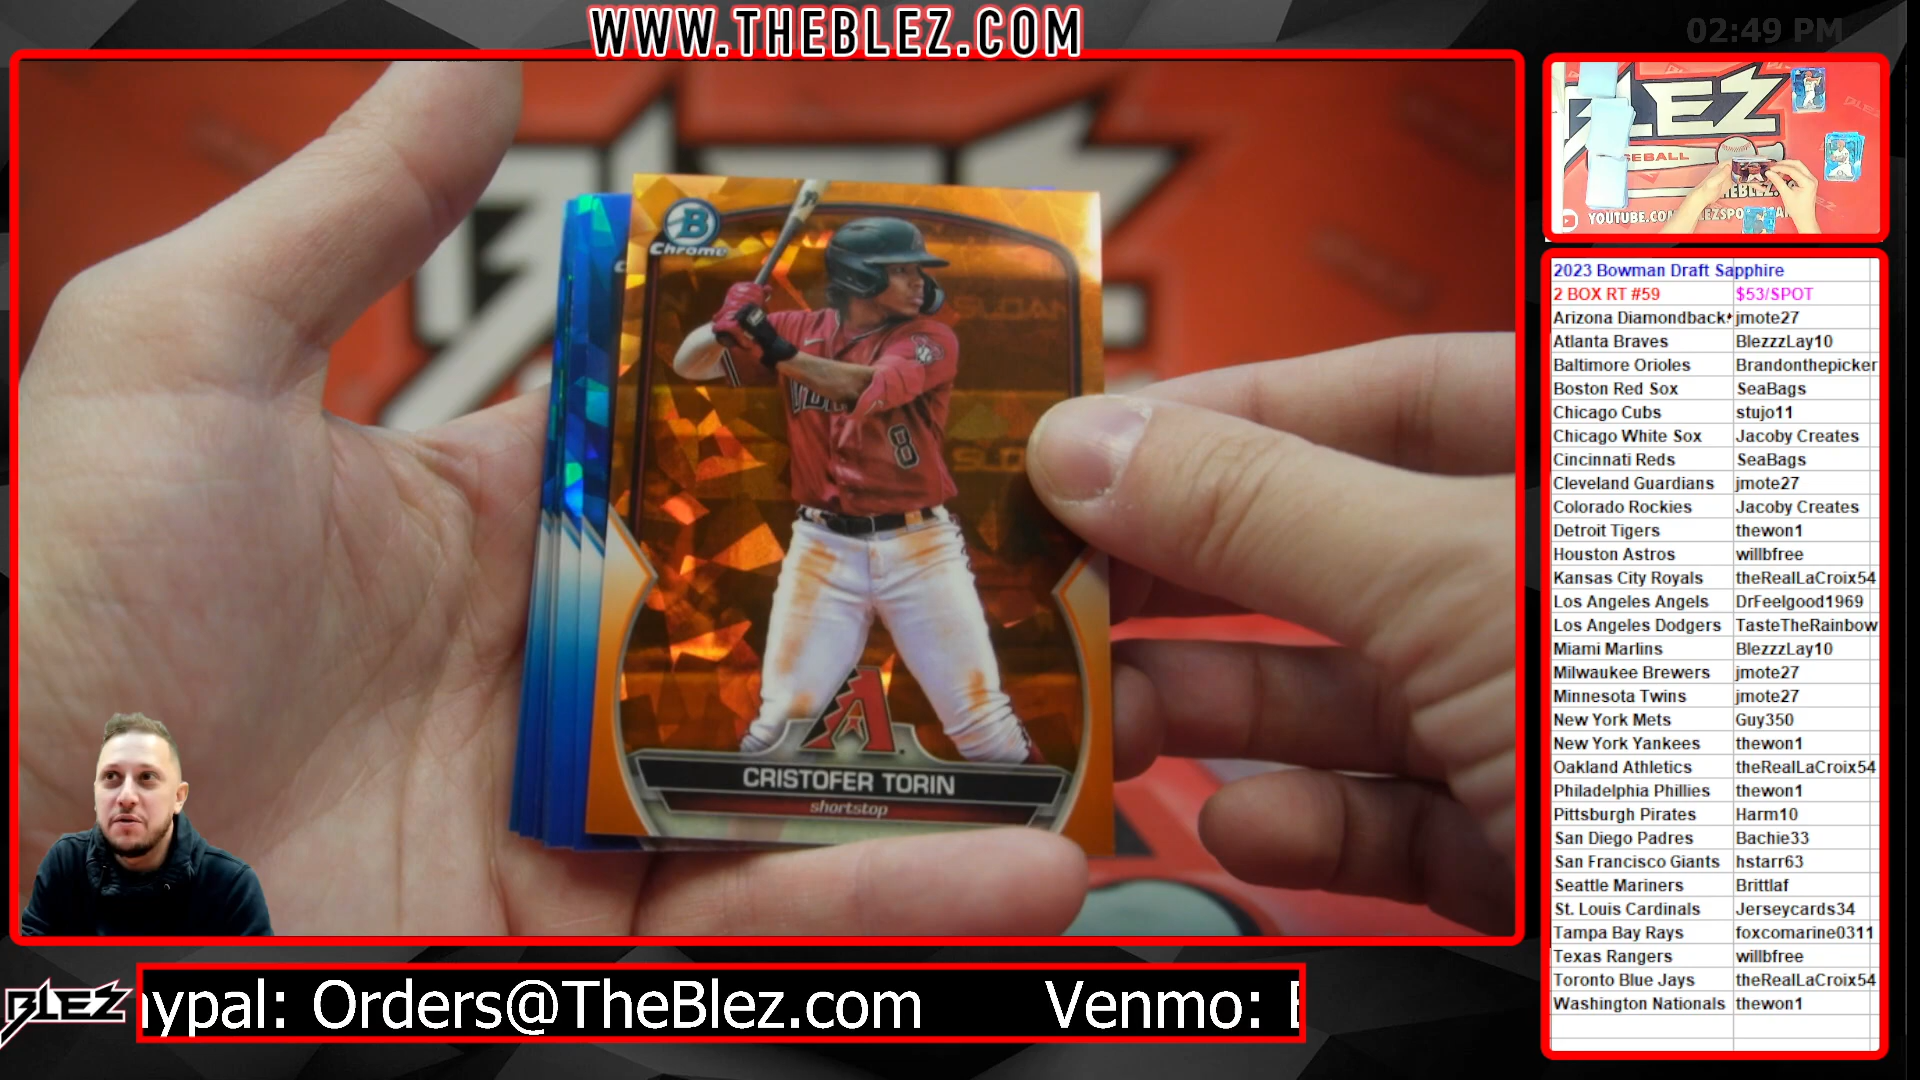 WWW.THEBLEZ.COM
02:49 PM
B
Chrome
8
A
CRISTOFER TORIN
shortstop
BLEZ
BASEBALL
YOUTUBE.COM
2023 Bowman Draft Sapphire
2 BOX RT #59 $53/SPOT
Arizona Diamondback jmote27
Atlanta Braves BlezzzLay10
Baltimore Orioles Brandonthepicker
Boston Red Sox SeaBags
Chicago Cubs stujo11
Chicago White Sox Jacoby Creates
Cincinnati Reds SeaBags
Cleveland Guardians jmote27
Colorado Rockies Jacoby Creates
Detroit Tigers thewon1
Houston Astros willbfree
Kansas City Royals theRealLaCroix54
Los Angeles Angels DrFeelgood1969
Los Angeles Dodgers TasteTheRainbow
Miami Marlins BlezzzLay10
Milwaukee Brewers jmote27
Minnesota Twins jmote27
New York Mets Guy350
New York Yankees thewon1
Oakland Athletics theRealLaCroix54
Philadelphia Phillies thewon1
Pittsburgh Pirates Harm10
San Diego Padres Bachie33
San Francisco Giants hstarr63
Seattle Mariners Brittlaf
St. Louis Cardinals Jerseycards34
Tampa Bay Rays foxcomarine0311
Texas Rangers willbfree
Toronto Blue Jays theRealLaCroix54
Washington Nationals thewon1
BLEZ
aypal: Orders@TheBlez.com Venmo: